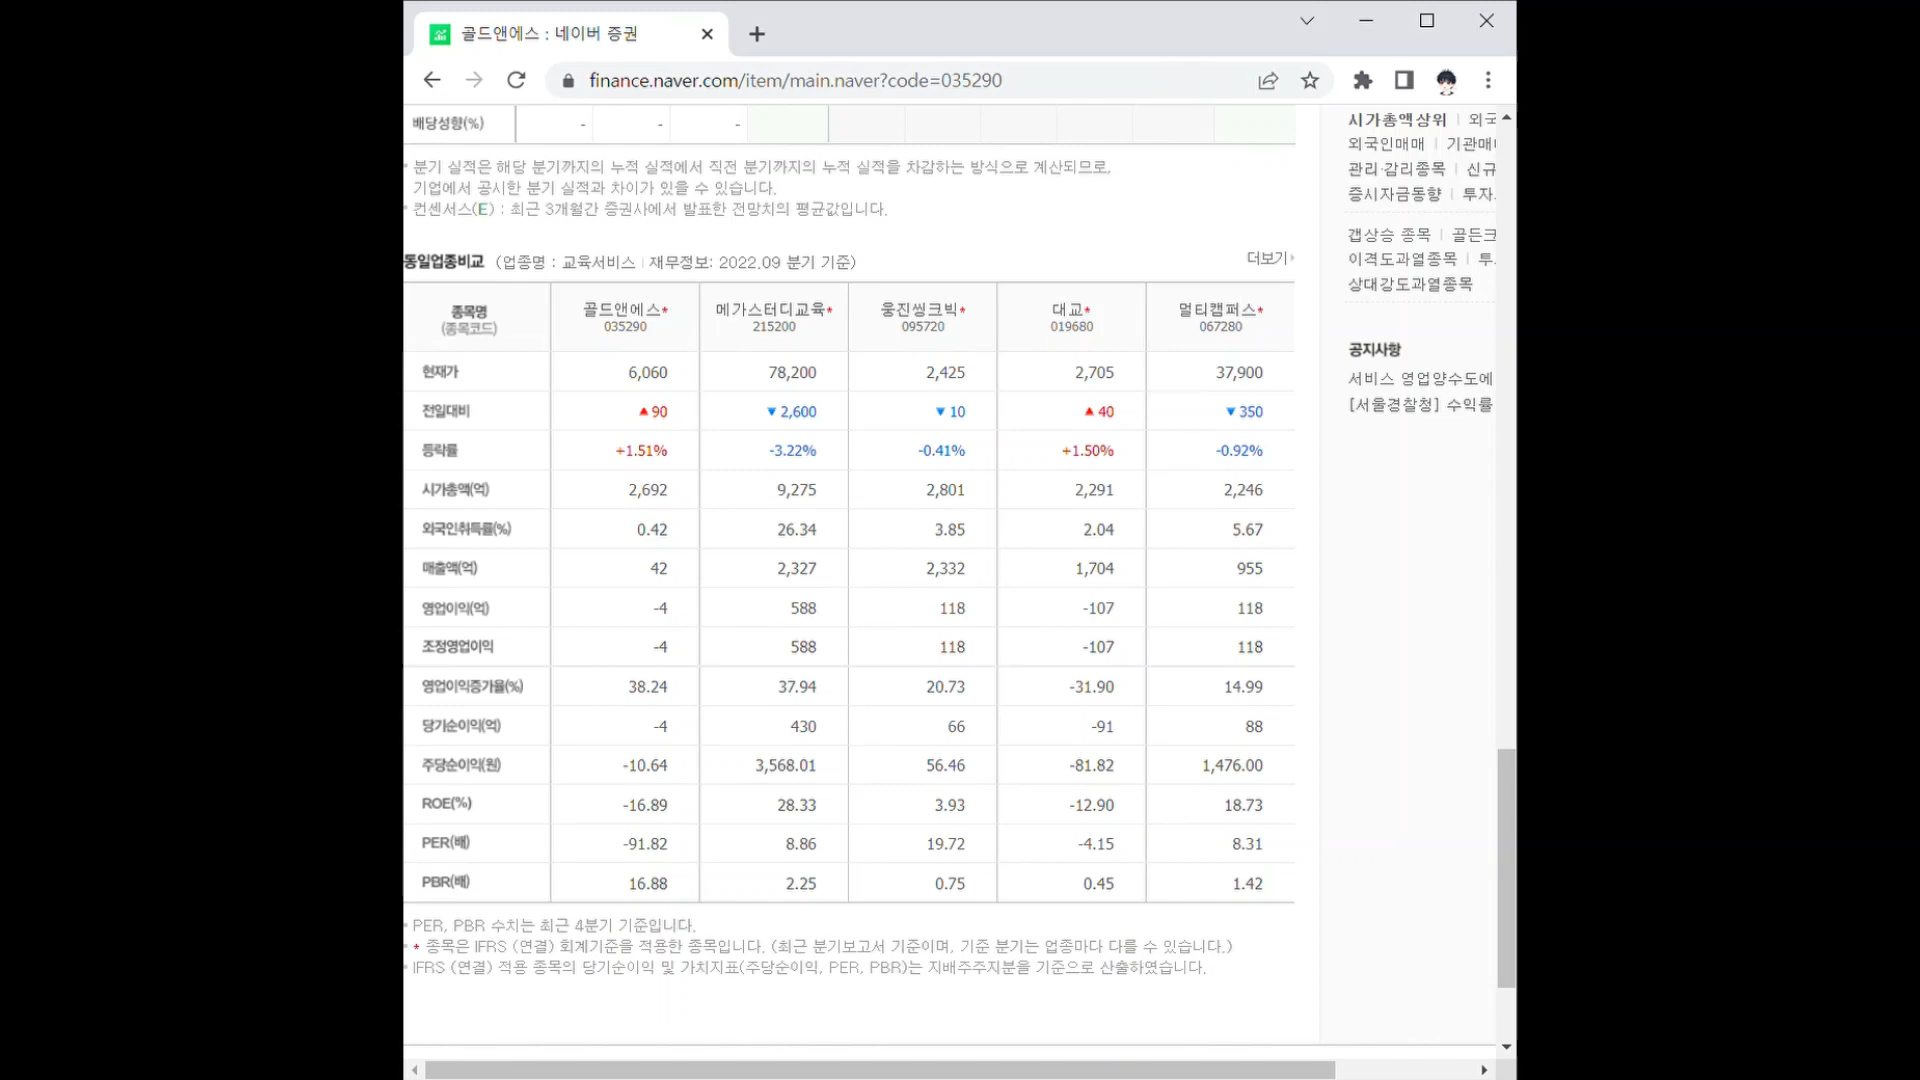 골드앤에스 : 네이버 증권
finance.naver.com/item/main.naver?code=035290
배당성향(%) - - -
분기 실적은 해당 분기까지의 누적 실적에서 직전 분기까지의 누적 실적을 차감하는 방식으로 계산되므로,
기업에서 공시한 분기 실적과 차이가 있을 수 있습니다.
컨센서스(E) : 최근 3개월간 증권사에서 발표한 전망치의 평균값입니다.
동일업종비교 (업종명 : 교육서비스 | 재무정보: 2022.09 분기 기준) 더보기
종목명 골드앤에스* 메가스터디교육* 웅진씽크빅* 대교* 멀티캠퍼스*
(종목코드) 035290 215200 095720 019680 067280
현재가 6,060 78,200 2,425 2,705 37,900
전일대비 ▲90 ▼2,600 ▼10 ▲40 ▼350
등락률 +1.51% -3.22% -0.41% +1.50% -0.92%
시가총액(억) 2,692 9,275 2,801 2,291 2,246
외국인취득률(%) 0.42 26.34 3.85 2.04 5.67
매출액(억) 42 2,327 2,332 1,704 955
영업이익(억) -4 588 118 -107 118
조정영업이익 -4 588 118 -107 118
영업이익증가율(%) 38.24 37.94 20.73 -31.90 14.99
당기순이익(억) -4 430 66 -91 88
주당순이익(원) -10.64 3,568.01 56.46 -81.82 1,476.00
ROE(%) -16.89 28.33 3.93 -12.90 18.73
PER(배) -91.82 8.86 19.72 -4.15 8.31
PBR(배) 16.88 2.25 0.75 0.45 1.42
PER, PBR 수치는 최근 4분기 기준입니다.
* 종목은 IFRS (연결) 회계기준을 적용한 종목입니다. (최근 분기보고서 기준이며, 기준 분기는 업종마다 다를 수 있습니다.)
IFRS (연결) 적용 종목의 당기순이익 및 가치지표(주당순이익, PER, PBR)는 지배주주지분을 기준으로 산출하였습니다.
시가총액상위 | 외국
외국인매매 | 기관매
관리·감리종목 | 신규
증시자금동향 | 투자
갭상승 종목 | 골든크
이격도과열종목 | 투
상대강도과열종목
공지사항
서비스 영업양수도에
[서울경찰청] 수익률